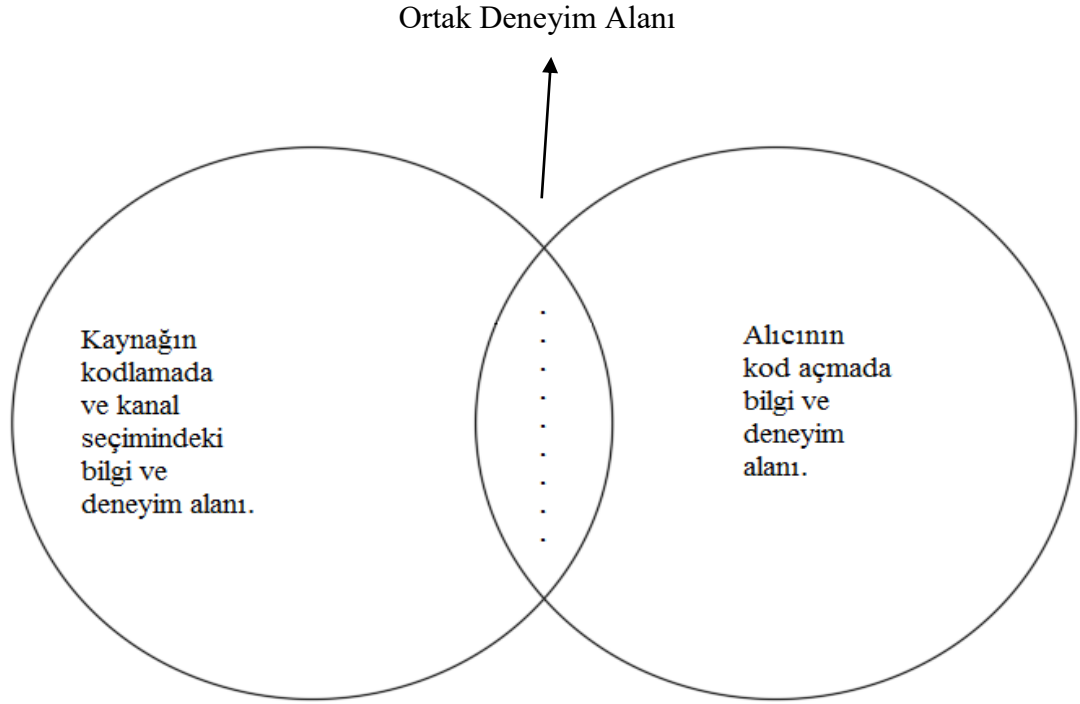 Ortak Deneyim Alanı
Kaynağın
kodlamada
ve kanal
seçimindeki
bilgi ve
deneyim alanı.
Alıcının
kod açmada
bilgi ve
deneyim
alanı.